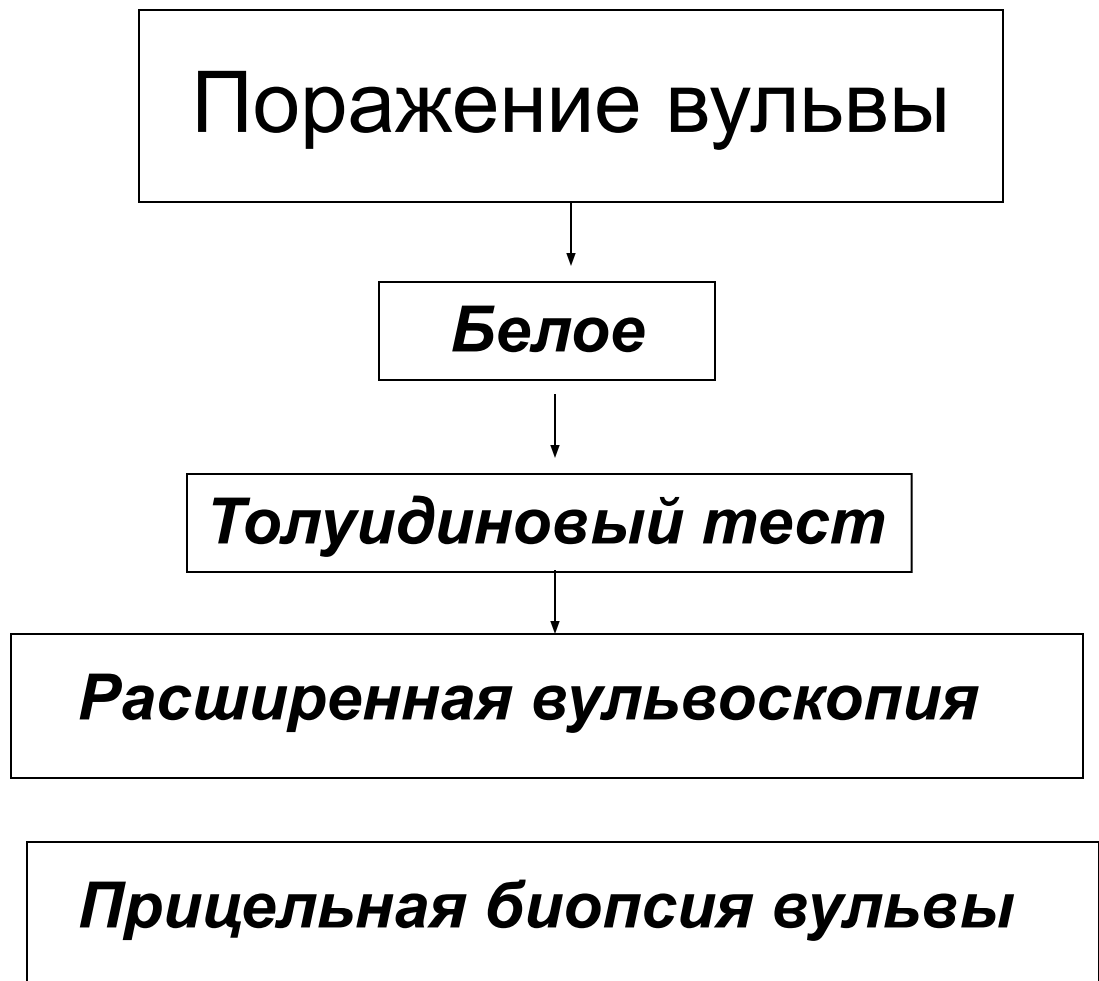 Поражение вульвы
Белое
Толуидиновый тест
Расширенная вульвоскопия
Прицельная биопсия вульвы